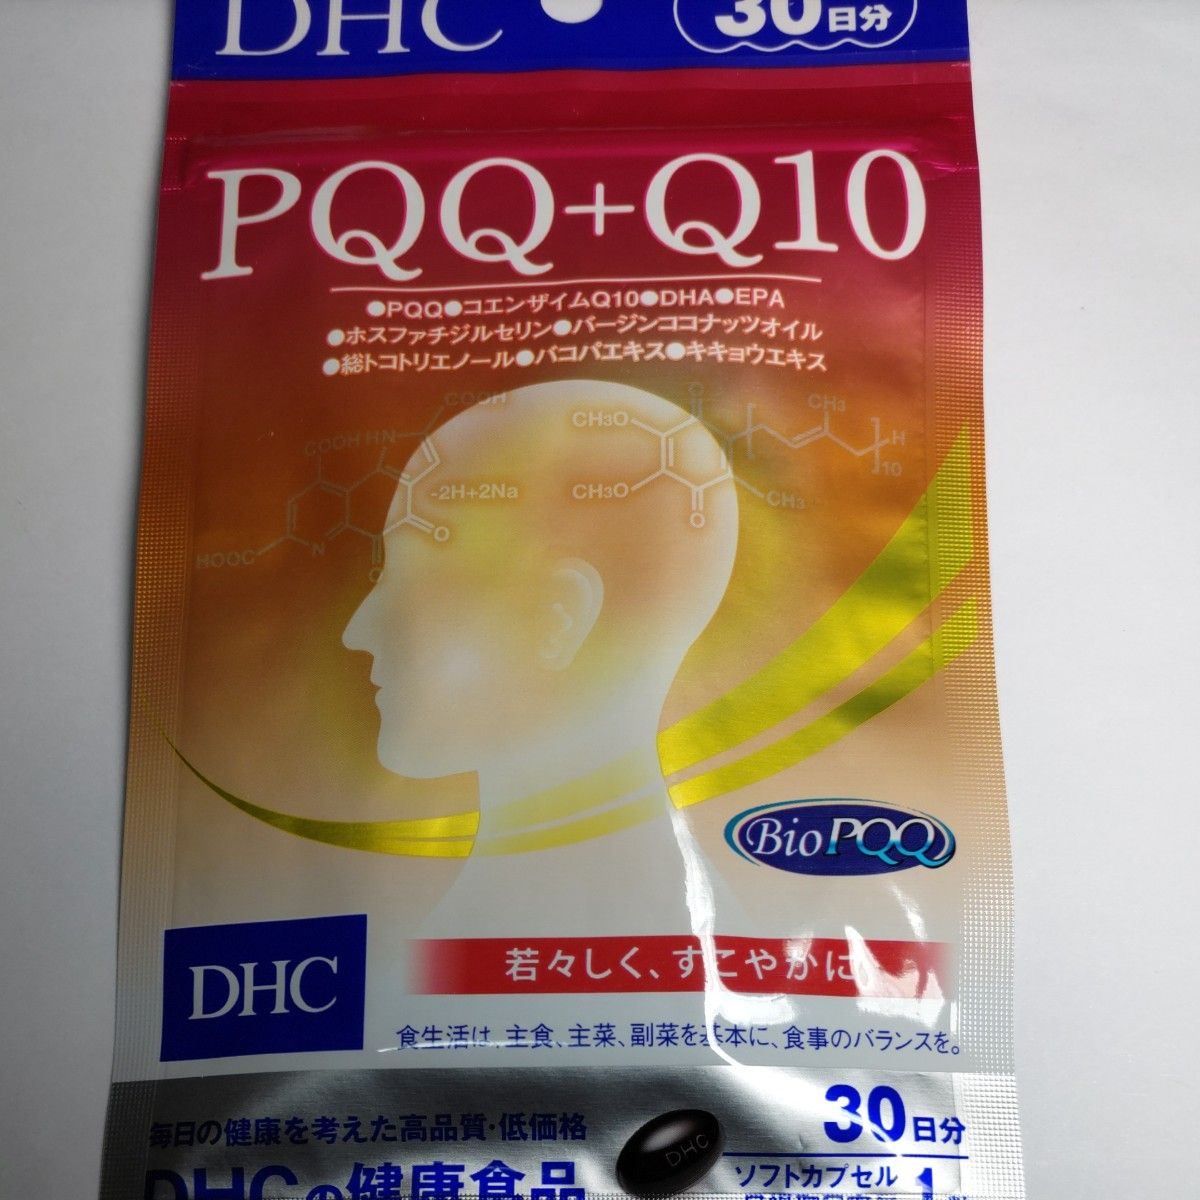 DHC
30日分
PQQ+Q10
●PQQ●コエンザイムQ10●DHA●EPA
●ホスファチジルセリン●バージンココナッツオイル
●総トコトリエノール●バコパエキス●キキョウエキス
COOH
COOH HN
-2H+2Na
HOOC
N
O
O
CH3O
CH3O
O
O
CH3
CH3
H
10
BioPQQ
DHC
若々しく、すこやかに
食生活は、主食、主菜、副菜を基本に、食事のバランスを。
毎日の健康を考えた高品質・低価格
DHCの健康食品
DHC
30日分
ソフトカプセル
1